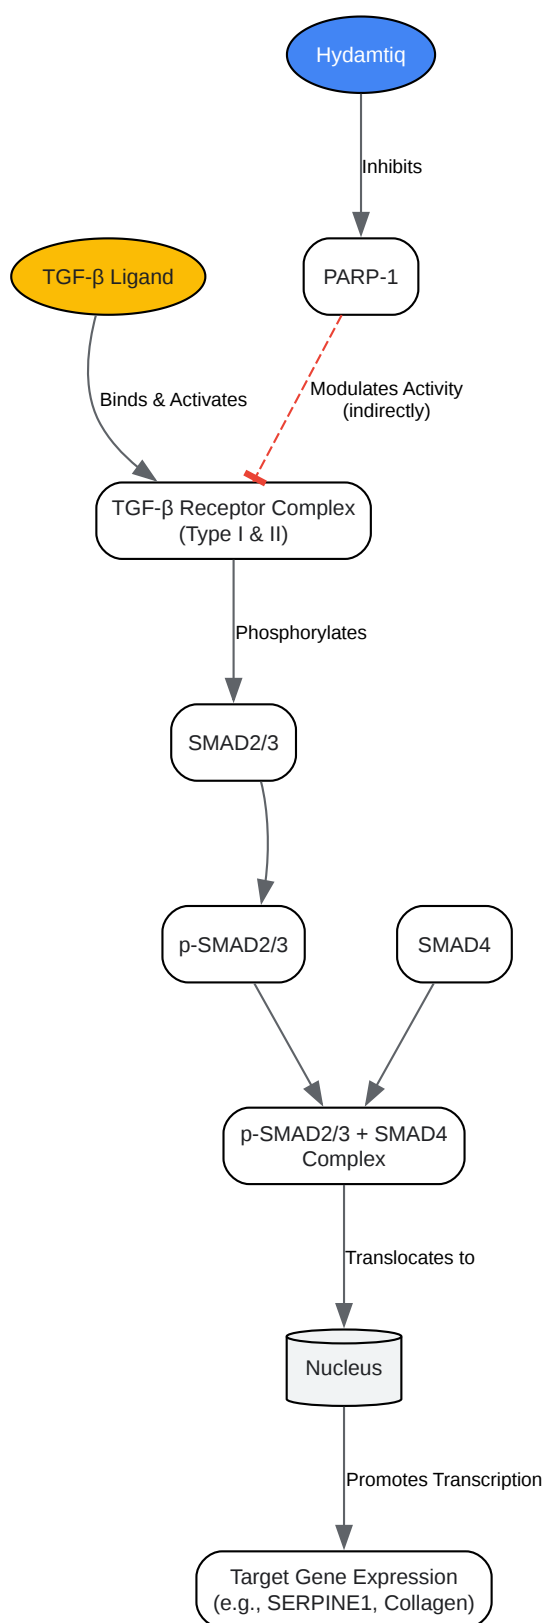 Hydamtiq
Inhibits
TGF-β Ligand
PARP-1
Binds & Activates
Modulates Activity
(indirectly)
TGF-β Receptor Complex
(Type I & II)
Phosphorylates
SMAD2/3
p-SMAD2/3
SMAD4
p-SMAD2/3 + SMAD4
Complex
Translocates to
Nucleus
Promotes Transcription
Target Gene Expression
(e.g., SERPINE1, Collagen)